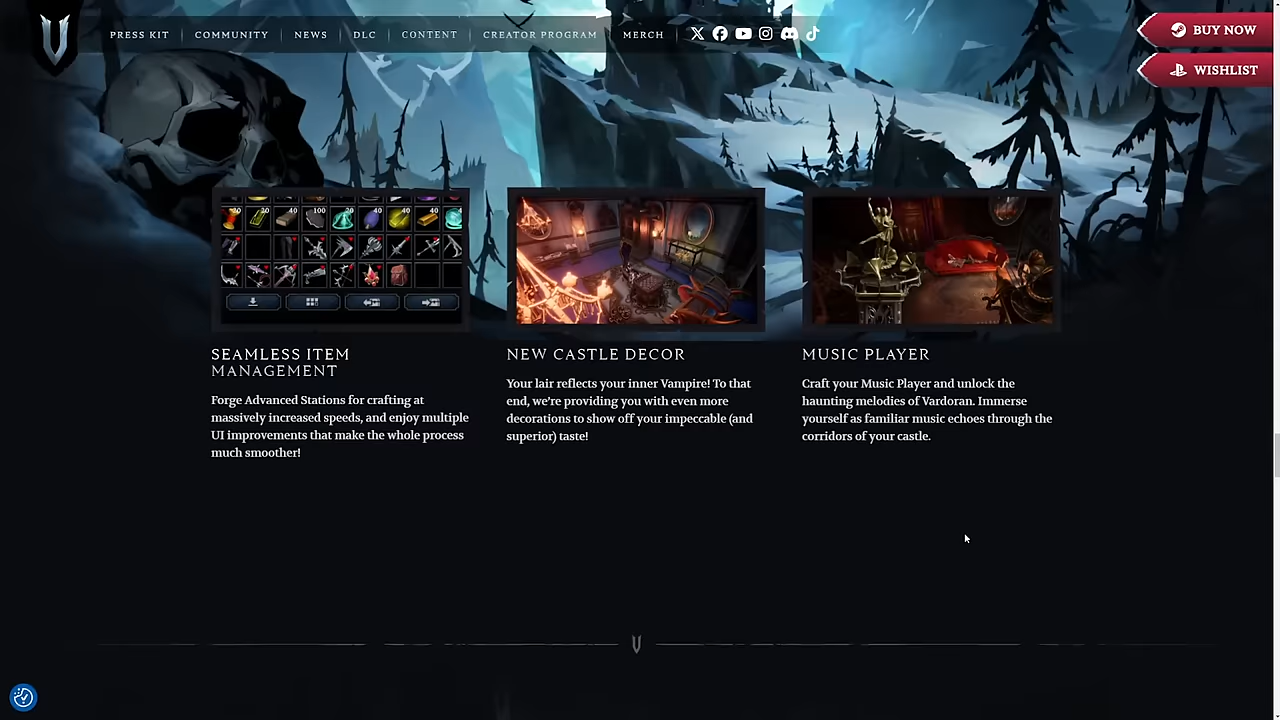 PRESS KIT
COMMUNITY
NEWS
DLC
CONTENT
CREATOR PROGRAM
MERCH
BUY NOW
WISHLIST
40 100 40 40
SEAMLESS ITEM
MANAGEMENT
Forge Advanced Stations for crafting at
massively increased speeds, and enjoy multiple
UI improvements that make the whole process
much smoother!
NEW CASTLE DECOR
Your lair reflects your inner Vampire! To that
end, we're providing you with even more
decorations to show off your impeccable (and
superior) taste!
MUSIC PLAYER
Craft your Music Player and unlock the
haunting melodies of Vardoran. Immerse
yourself as familiar music echoes through the
corridors of your castle.